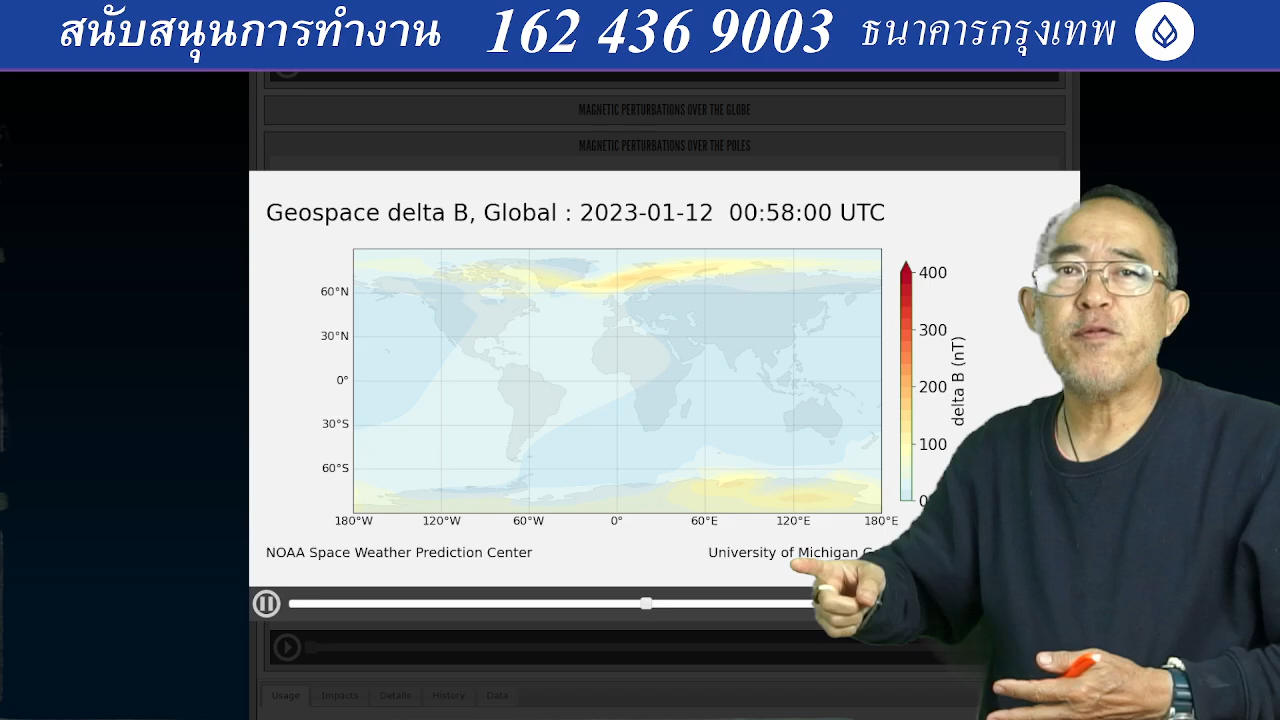 สนับสนุนการทำงาน 162 436 9003 ธนาคารกรุงเทพ
MAGNETIC PERTURBATIONS OVER THE GLOBE
MAGNETIC PERTURBATIONS OVER THE POLES
Geospace delta B, Global : 2023-01-12 00:58:00 UTC
60°N
30°N
0°
30°S
60°S
180°W 120°W 60°W 0° 60°E 120°E 180°E
400
300
200
100
0
delta B (nT)
NOAA Space Weather Prediction Center
University of Michigan
Usage Impacts Details History Data